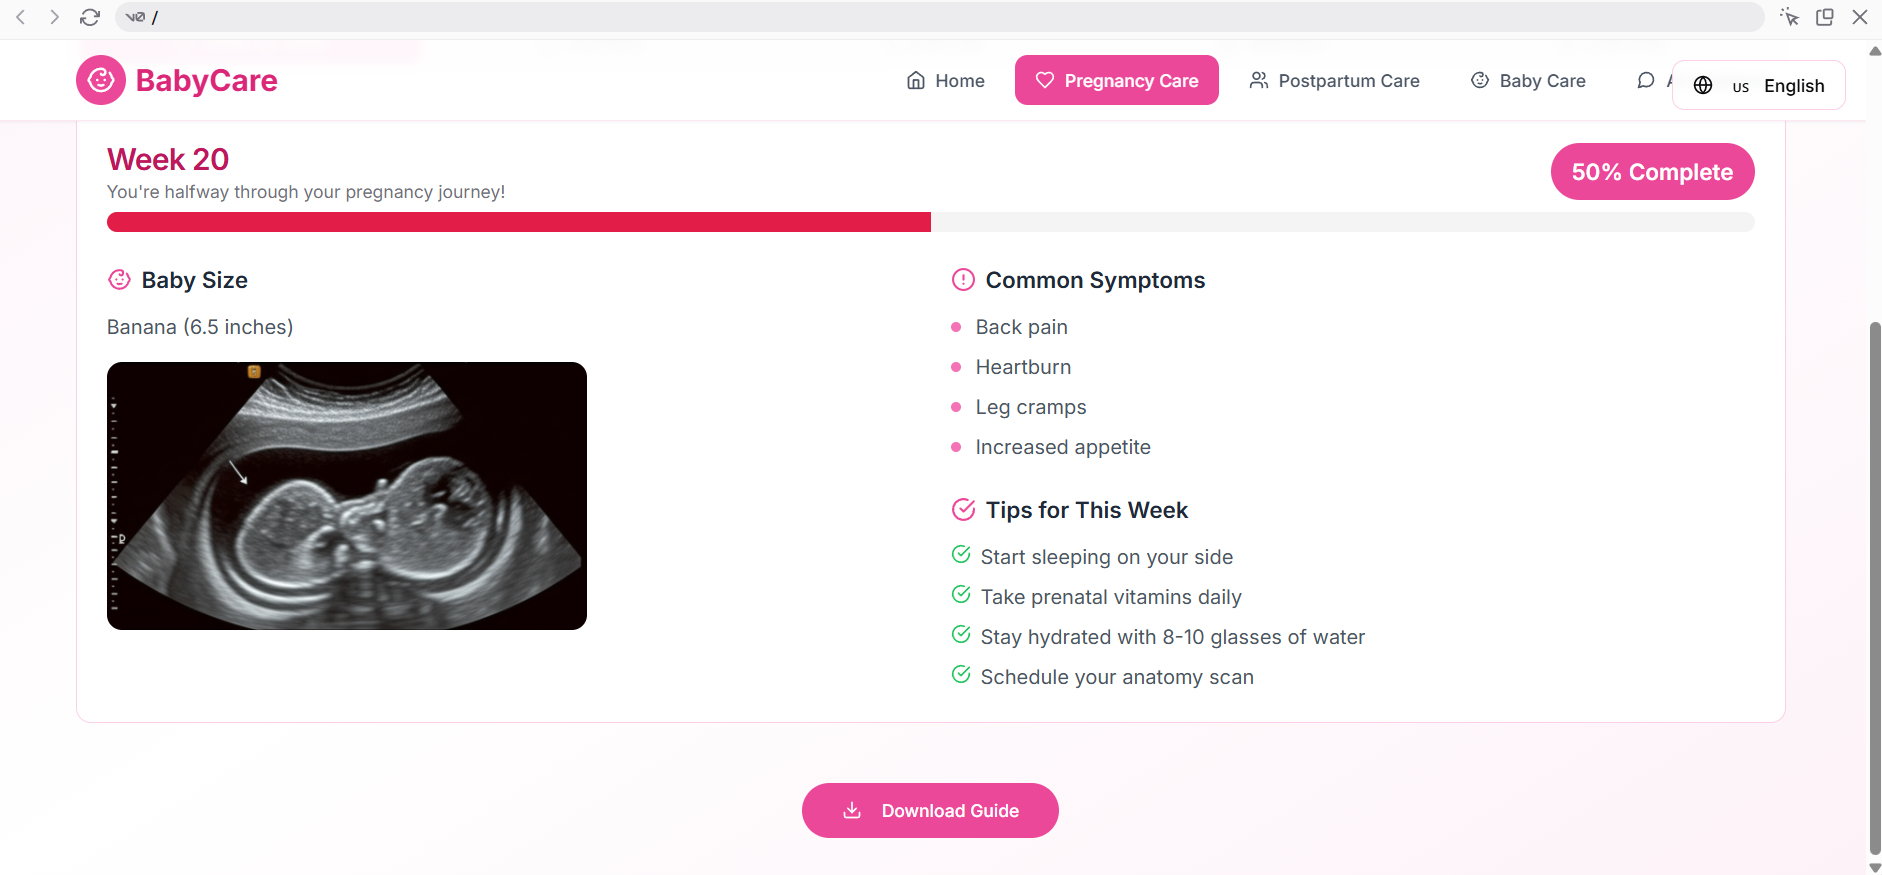 /
BabyCare
Home
Pregnancy Care
Postpartum Care
Baby Care
US English
Week 20
You're halfway through your pregnancy journey!
50% Complete
Baby Size
Banana (6.5 inches)
Common Symptoms
Back pain
Heartburn
Leg cramps
Increased appetite
Tips for This Week
Start sleeping on your side
Take prenatal vitamins daily
Stay hydrated with 8-10 glasses of water
Schedule your anatomy scan
Download Guide